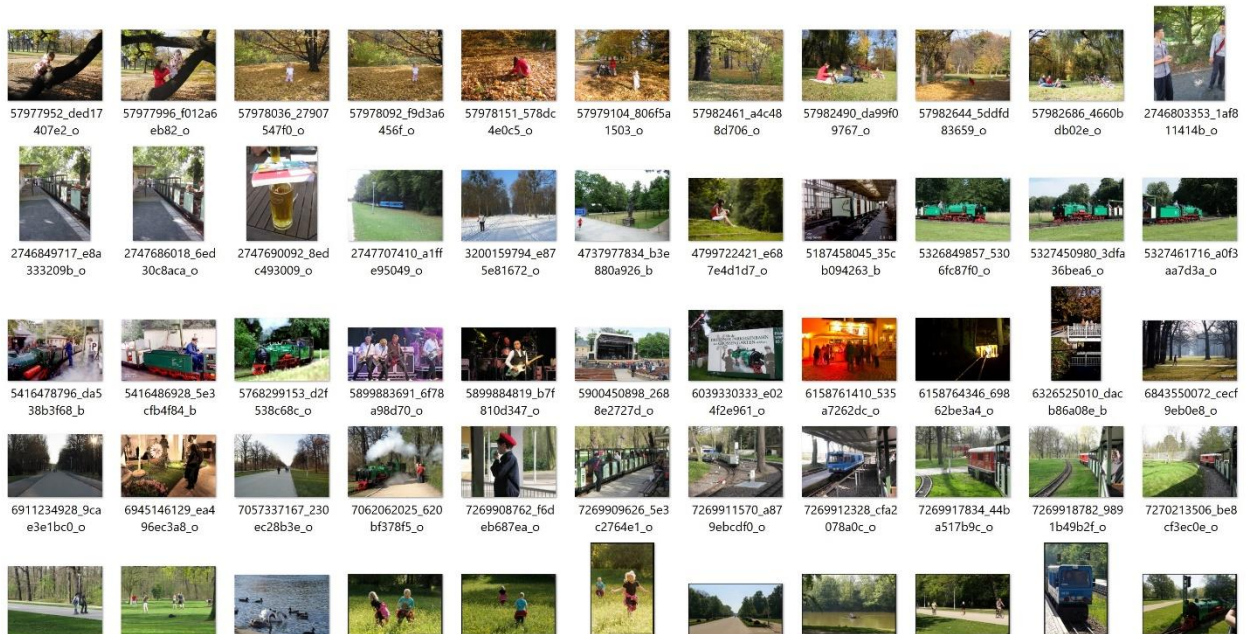 57977952_ded17 57977996_f012a6 57978036_27907 57978092_f9d3a6 57978151_578dc 57979104_806f5a 57982461_a4c48 57982490_da99f0 57982644_5ddfd 57982686_4660b 2746803353_1af8
407e2_o eb82_o 547f0_o 456f_o 4e0c5_o 1503_o 8d706_o 9767_o 83659_o db02e_o 11414b_o
2746849717_e8a 2747686018_6ed 2747690092_8ed 2747707410_a1ff 3200159794_e87 4737977834_b3e 4799722421_e68 5187458045_35c 5326849857_530 5327450980_3dfa 5327461716_a0f3
333209b_o 30c8aca_o c493009_o e95049_o 5e81672_o 880a926_b 7e4d1d7_o b094263_b 6fc87f0_o 36bea6_o aa7d3a_o
5416478796_da5 5416486928_5e3 5768299153_d2f 5899883691_6f78 5899884819_b7f 5900450898_268 6039330333_e02 6158761410_535 6158764346_698 6326525010_dac 6843550072_cecf
38b3f68_b cfb4f84_b 538c68c_o a98d70_o 810d347_o 8e2727d_o 4f2e961_o a7262dc_o 62be3a4_o b86a08e_b 9eb0e8_o
6911234928_9ca 6945146129_ea4 7057337167_230 7062062025_620 7269908762_f6d 7269909626_5e3 7269911570_a87 7269912328_cfa2 7269917834_44b 7269918782_989 7270213506_be8
e3e1bc0_o 96ec3a8_o ec28b3e_o bf378f5_o eb687ea_o c2764e1_o 9ebcdf0_o 078a0c_o a517b9c_o 1b49b2f_o cf3ec0e_o